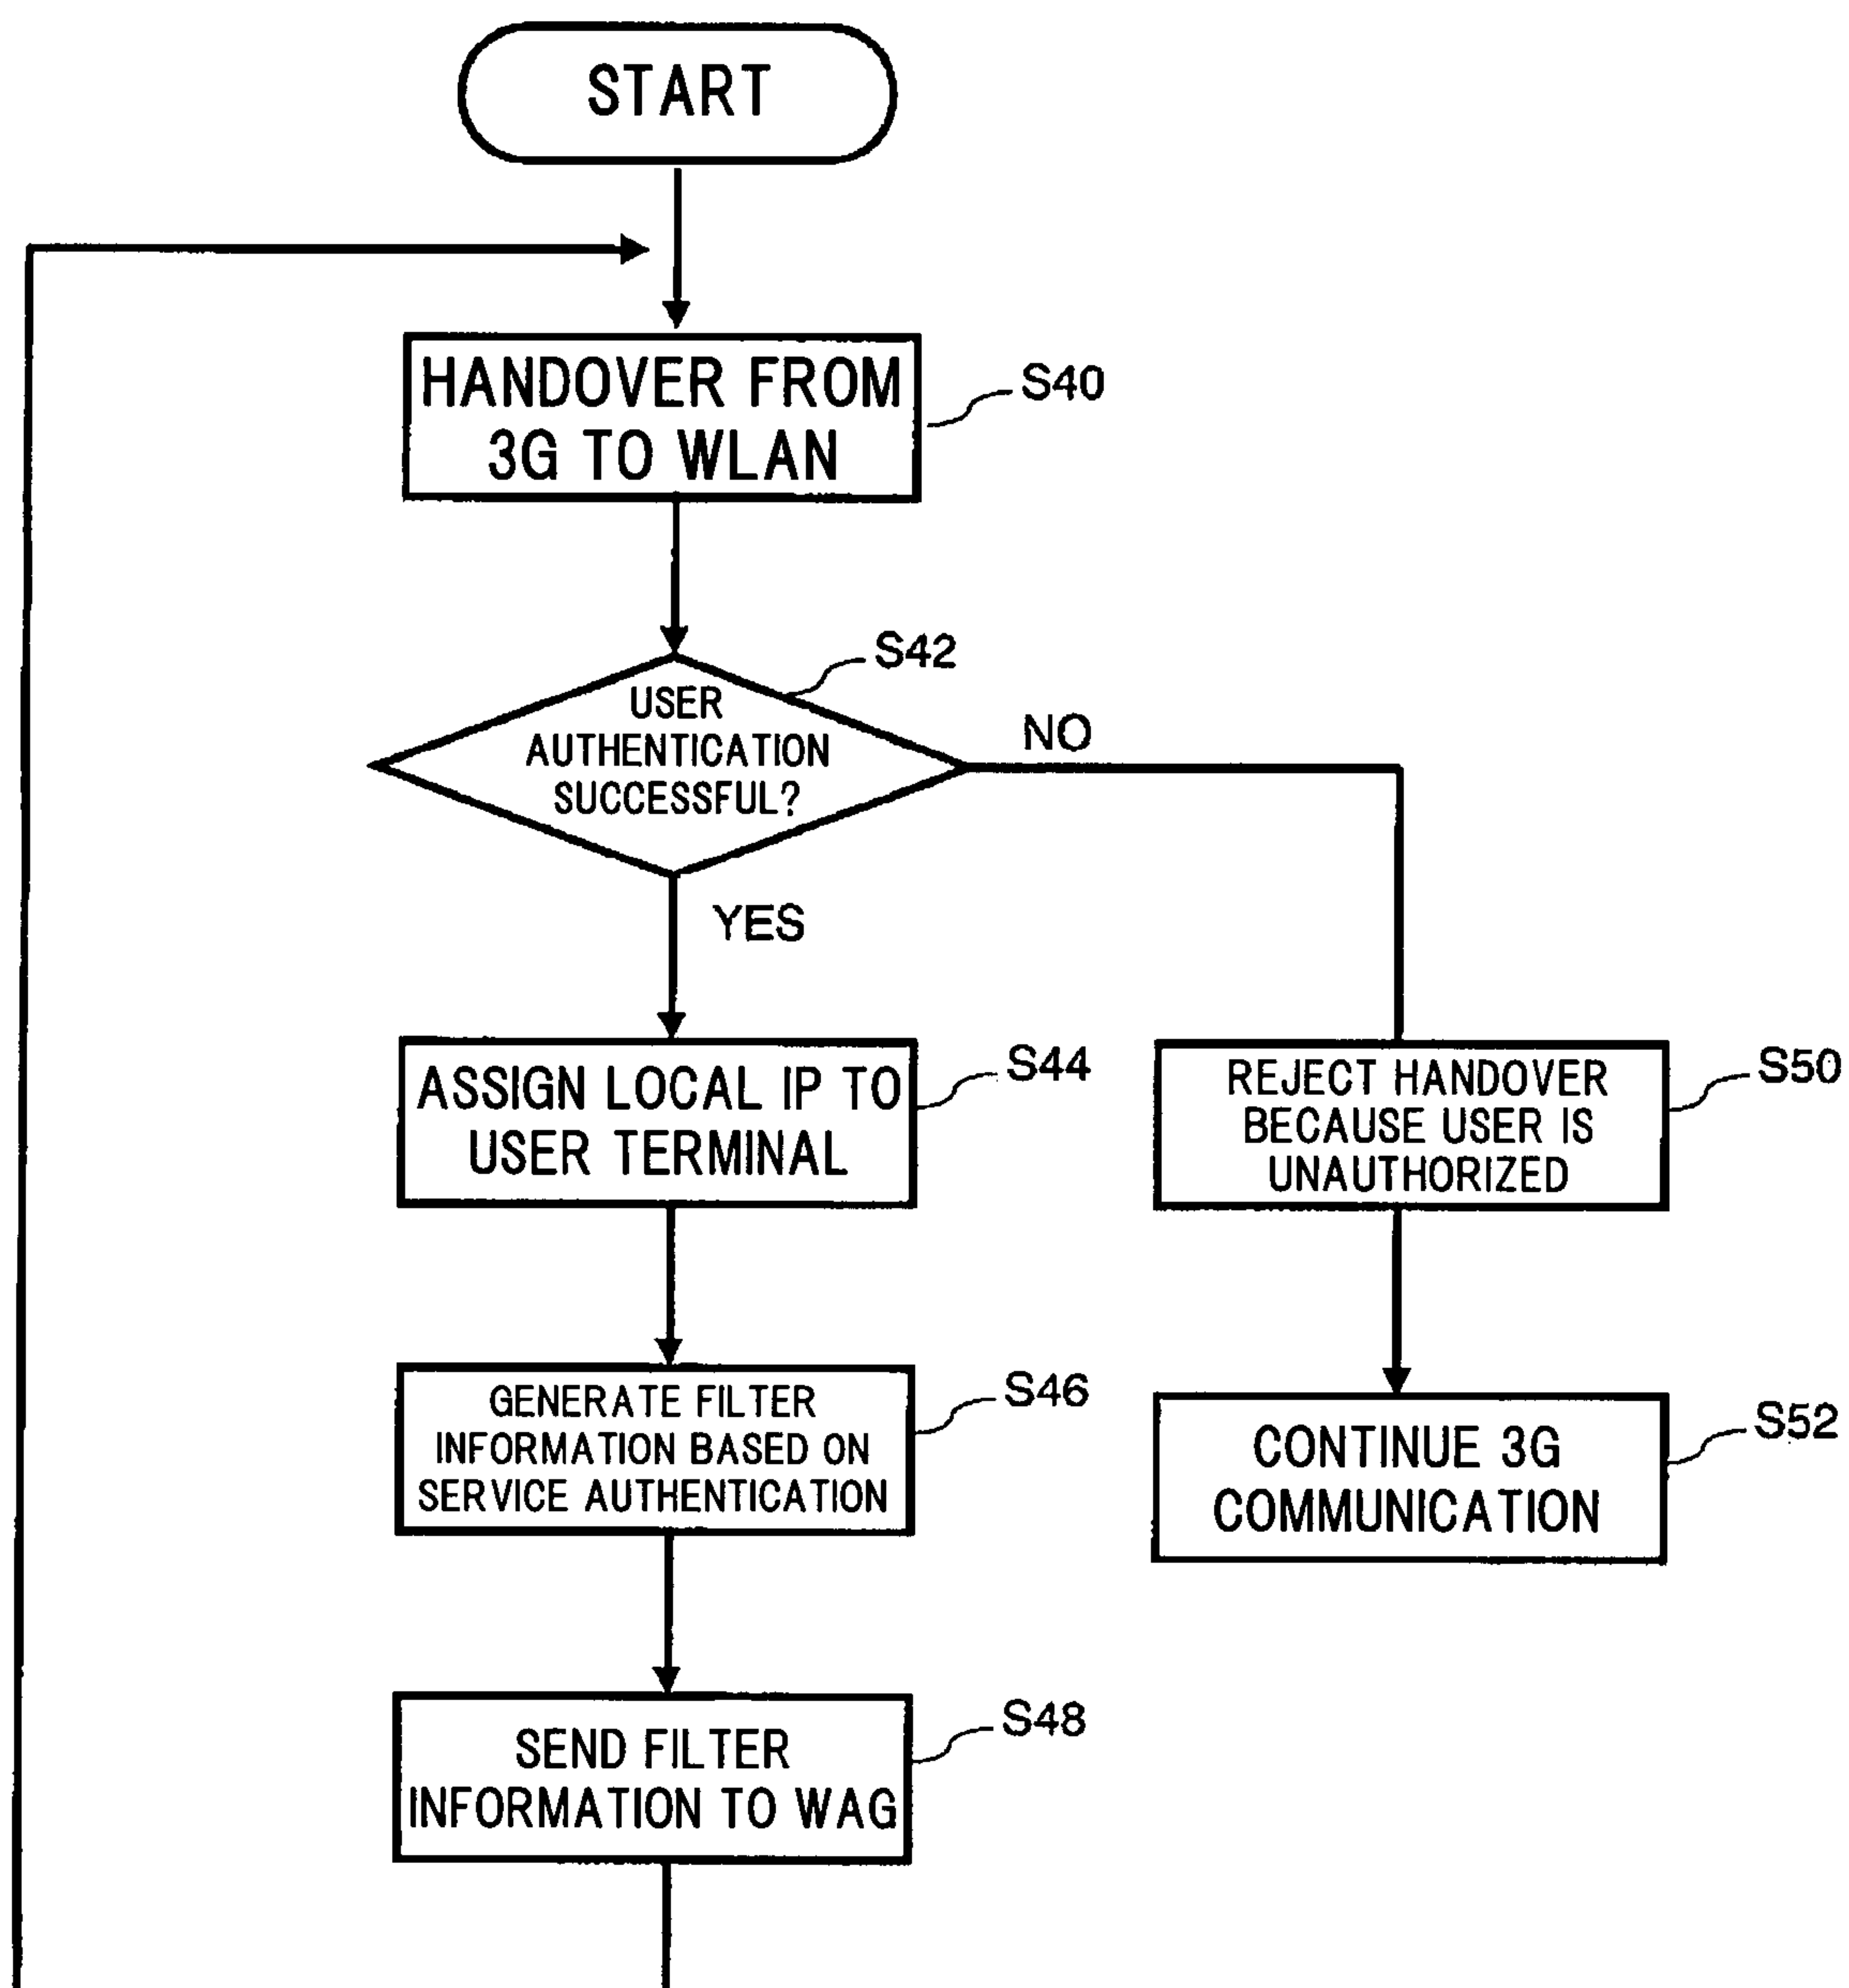 START
HANDOVER FROM
3G TO WLAN
S40
S42
USER
AUTHENTICATION
SUCCESSFUL?
NO
YES
ASSIGN LOCAL IP TO
USER TERMINAL
S44
REJECT HANDOVER
BECAUSE USER IS
UNAUTHORIZED
S50
GENERATE FILTER
INFORMATION BASED ON
SERVICE AUTHENTICATION
S46
CONTINUE 3G
COMMUNICATION
S52
SEND FILTER
INFORMATION TO WAG
S48